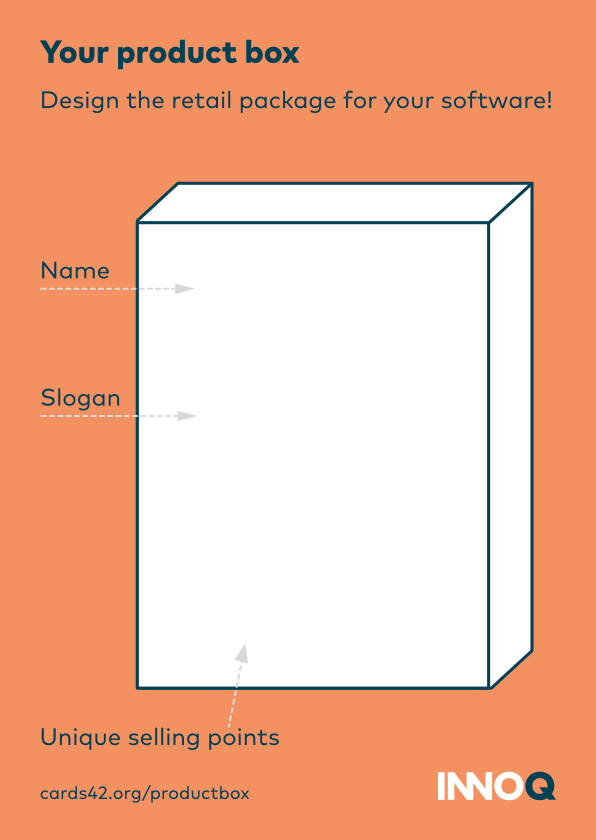 Your product box
Design the retail package for your software!
Name
Slogan
Unique selling points
cards42.org/productbox
INNOQ